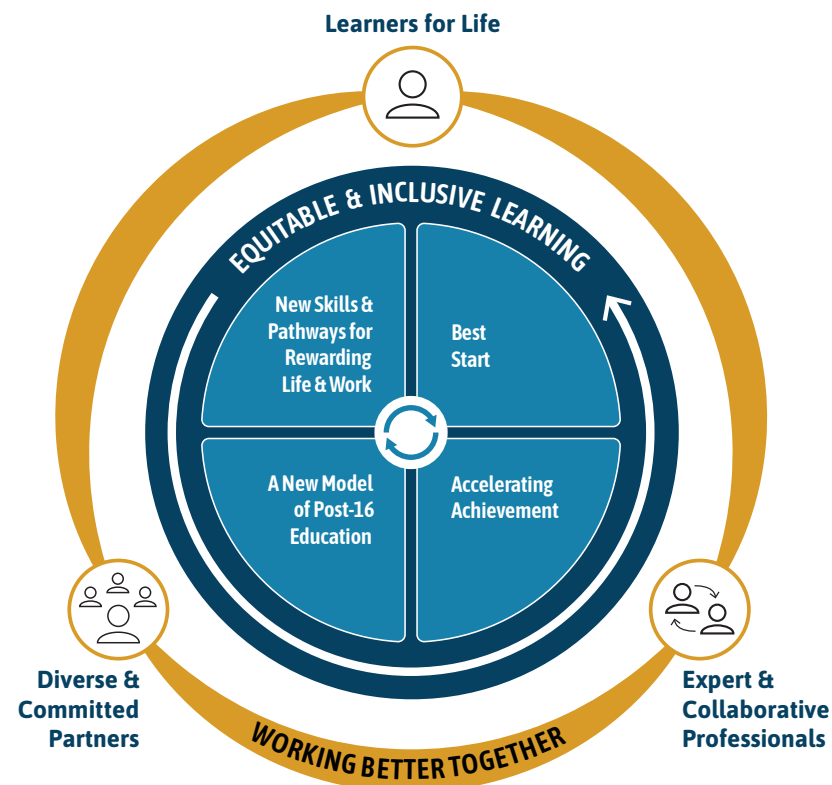 Learners for Life
EQUITABLE & INCLUSIVE LEARNING
New Skills &
Pathways for
Rewarding
Life & Work
Best
Start
A New Model
of Post-16
Education
Accelerating
Achievement
Diverse &
Committed
Partners
Expert &
Collaborative
Professionals
WORKING BETTER TOGETHER